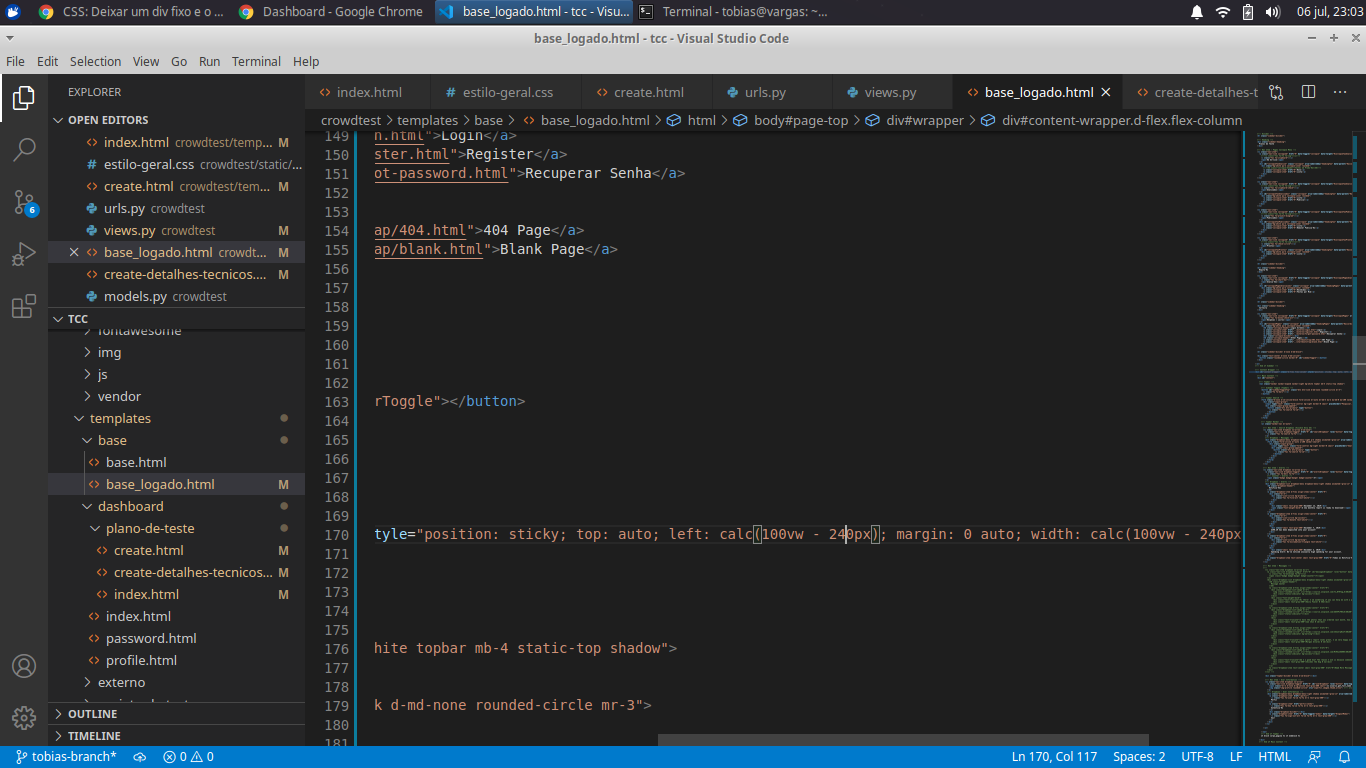 CSS: Deixar um div fixo e o ...
Dashboard - Google Chrome
base_logado.html - tcc - Visu...
Terminal - tobias@vargas: ~...
06 jul, 23:03
base_logado.html - tcc - Visual Studio Code
File Edit Selection View Go Run Terminal Help
EXPLORER
index.html
estilo-geral.css
create.html
urls.py
views.py
base_logado.html
create-detalhes-t
crowdtest > templates > base > base_logado.html > html > body#page-top > div#wrapper > div#content-wrapper.d-flex.flex-column
OPEN EDITORS
index.html crowdtest/temp... M
estilo-geral.css crowdtest/static/...
create.html crowdtest/tem... M
urls.py crowdtest
views.py crowdtest M
base_logado.html crowdt... M
create-detalhes-tecnicos.... M
models.py crowdtest
TCC
fontawesome
img
js
vendor
templates
base
base.html
base_logado.html M
dashboard
plano-de-teste
create.html M
create-detalhes-tecnicos... M
index.html M
index.html
password.html
profile.html
externo
OUTLINE
TIMELINE
6
149 n.html">Login</a>
150 ster.html">Register</a>
151 ot-password.html">Recuperar Senha</a>
152
153
154 ap/404.html">404 Page</a>
155 ap/blank.html">Blank Page</a>
156
157
158
159
160
161
162
163 rToggle"></button>
164
165
166
167
168
169
170 tyle="position: sticky; top: auto; left: calc(100vw - 240px); margin: 0 auto; width: calc(100vw - 240px
171
172
173
174
175
176 hite topbar mb-4 static-top shadow">
177
178
179 k d-md-none rounded-circle mr-3">
180
181
tobias-branch* 0 0
Ln 170, Col 117 Spaces: 2 UTF-8 LF HTML